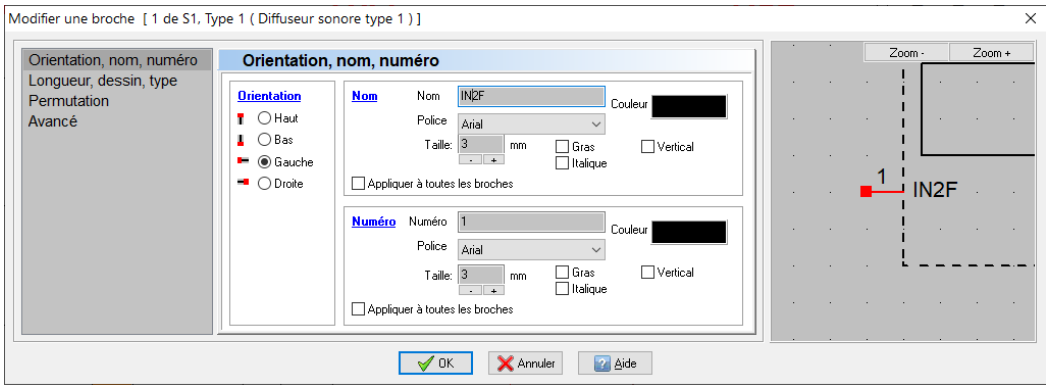 Modifier une broche [ 1 de S1, Type 1 ( Diffuseur sonore type 1 ) ]
Orientation, nom, numéro
Longueur, dessin, type
Permutation
Avancé
Orientation, nom, numéro
Orientation
Haut
Bas
Gauche
Droite
Nom Nom IN2F Couleur
Police Arial
Taille: 3 mm Gras Vertical
- + Italique
Appliquer à toutes les broches
Numéro Numéro 1 Couleur
Police Arial
Taille: 3 mm Gras Vertical
- + Italique
Appliquer à toutes les broches
Zoom - Zoom +
1
IN2F
OK Annuler Aide